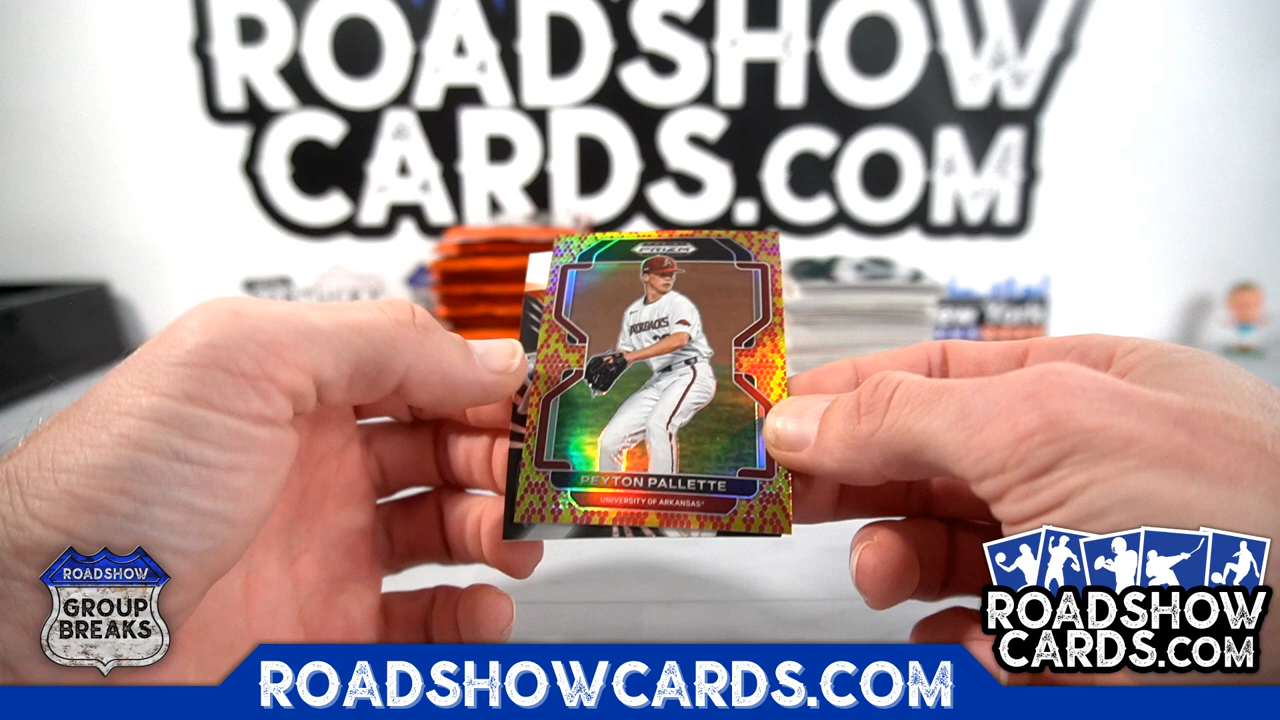 ROADSHOW
CARDS.COM
PRIZM
RAZORBACKS
PEYTON PALLETTE
UNIVERSITY OF ARKANSAS
ROADSHOW
GROUP
BREAKS
ROADSHOW
CARDS.COM
ROADSHOWCARDS.COM